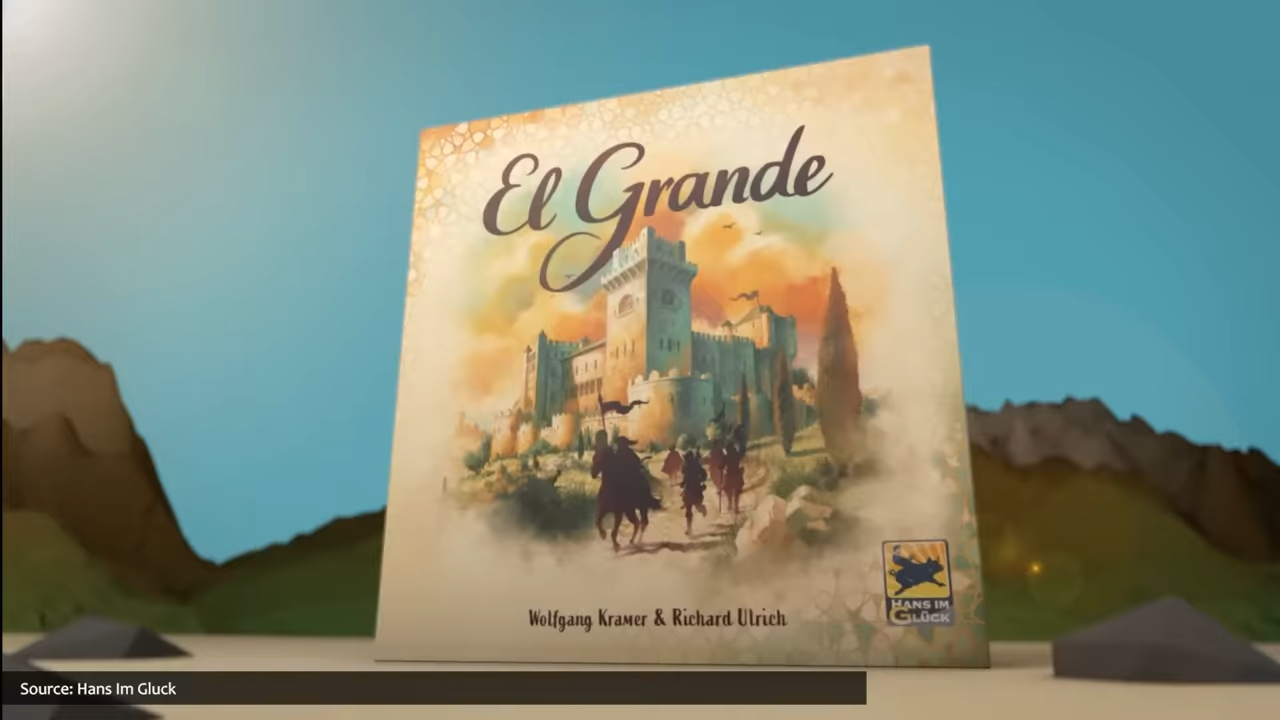 El Grande
Wolfgang Kramer & Richard Ulrich
HANS IM
GLÜCK
Source: Hans Im Gluck